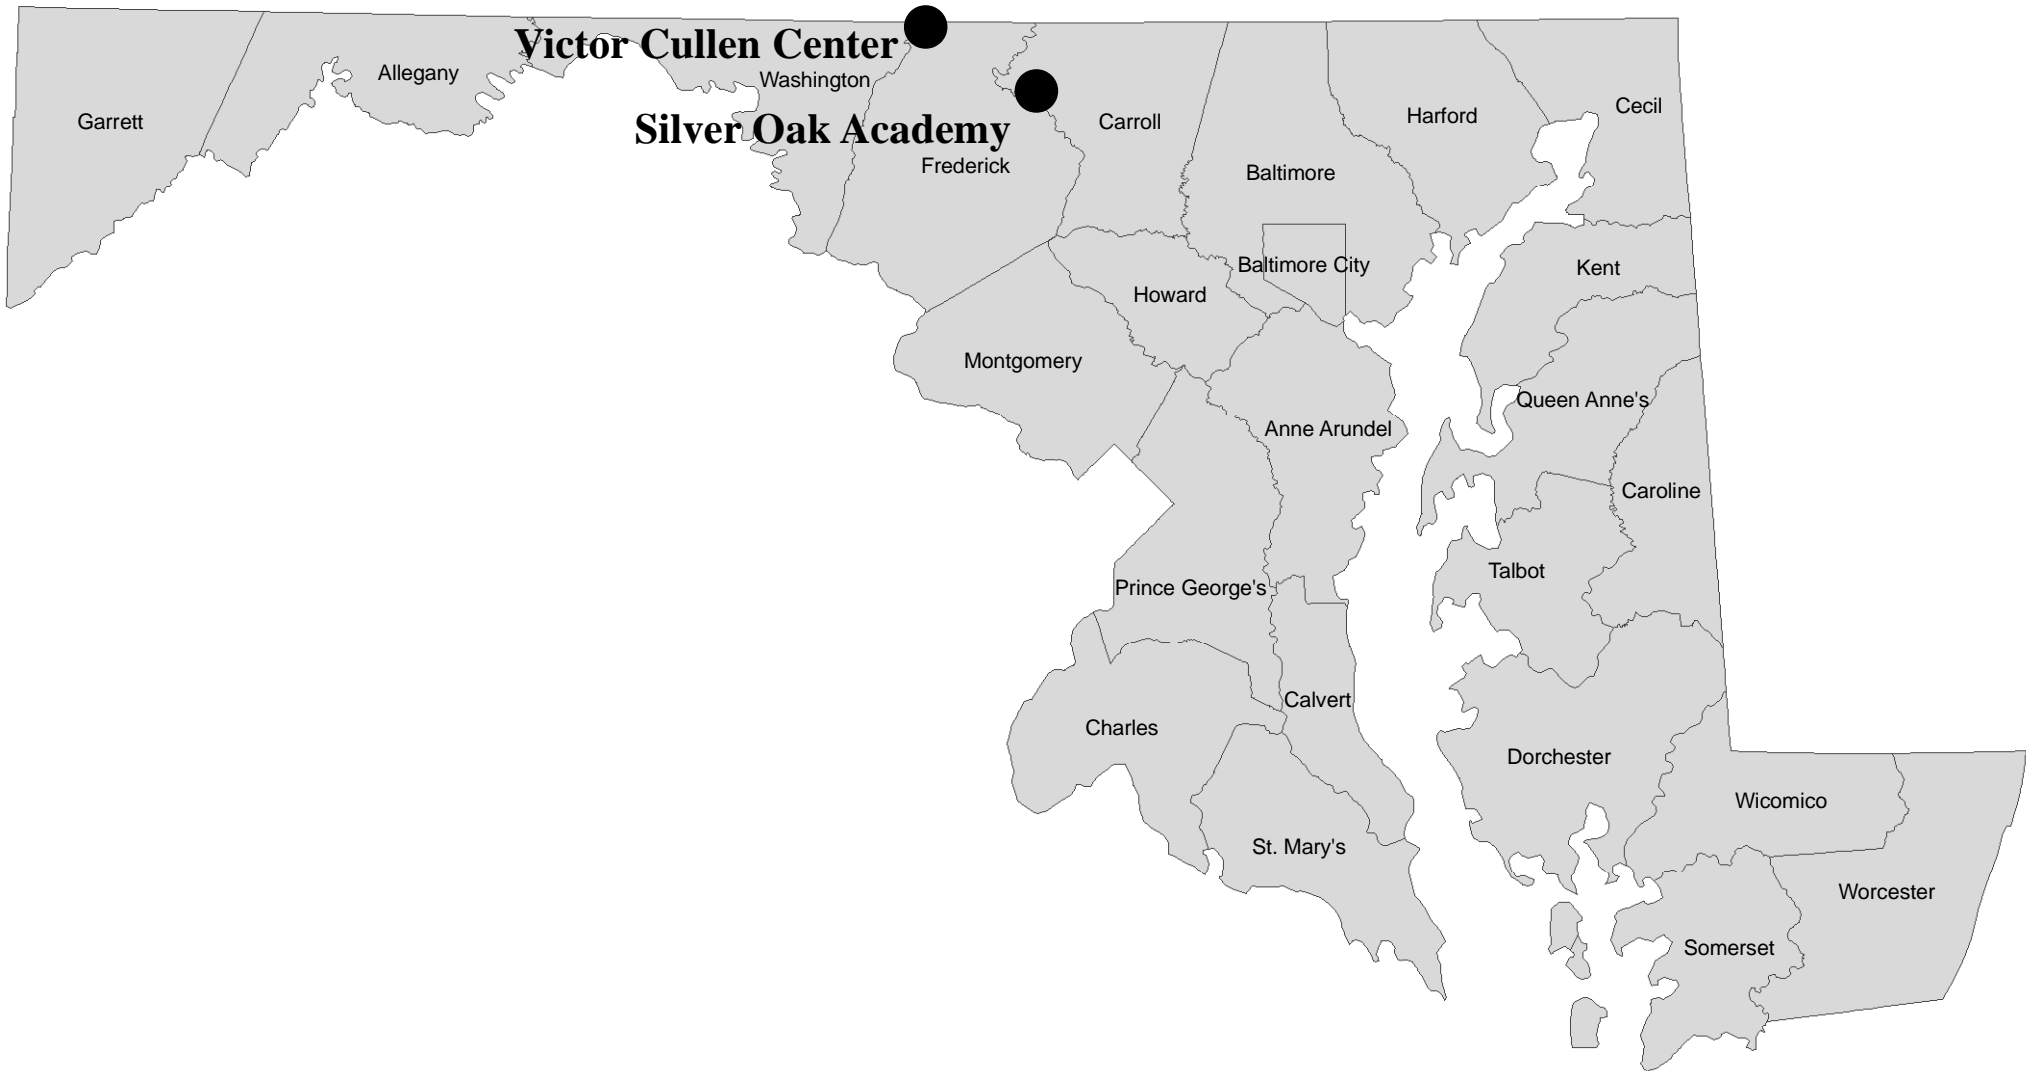 Victor Cullen Center
Allegany
Washington
Garrett
Silver Oak Academy
Carroll
Harford
Cecil
Frederick
Baltimore
Baltimore City
Kent
Howard
Montgomery
Queen Anne's
Anne Arundel
Caroline
Talbot
Prince George's
Calvert
Charles
Dorchester
Wicomico
St. Mary's
Worcester
Somerset